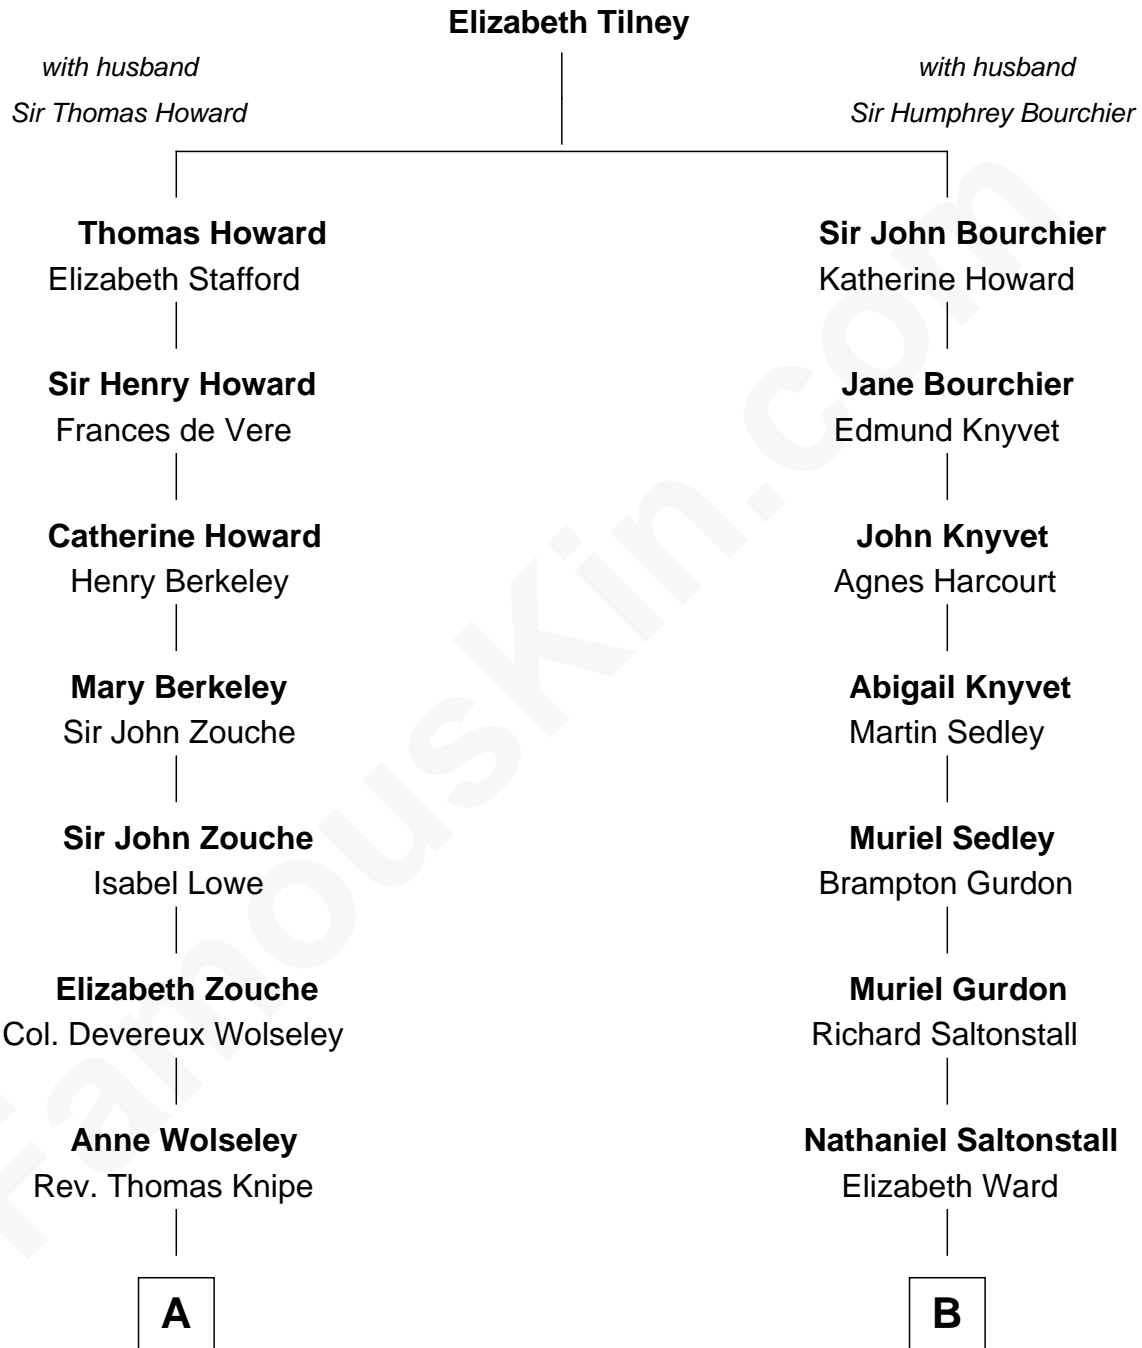 Elizabeth Tilney
with husband
Sir Thomas Howard
with husband
Sir Humphrey Bourchier
Thomas Howard
Elizabeth Stafford
Sir John Bourchier
Katherine Howard
Sir Henry Howard
Frances de Vere
Jane Bourchier
Edmund Knyvet
Catherine Howard
Henry Berkeley
John Knyvet
Agnes Harcourt
Mary Berkeley
Sir John Zouche
Abigail Knyvet
Martin Sedley
Sir John Zouche
Isabel Lowe
Muriel Sedley
Brampton Gurdon
Elizabeth Zouche
Col. Devereux Wolseley
Muriel Gurdon
Richard Saltonstall
Anne Wolseley
Rev. Thomas Knipe
Nathaniel Saltonstall
Elizabeth Ward
A
B
FamousKin.com